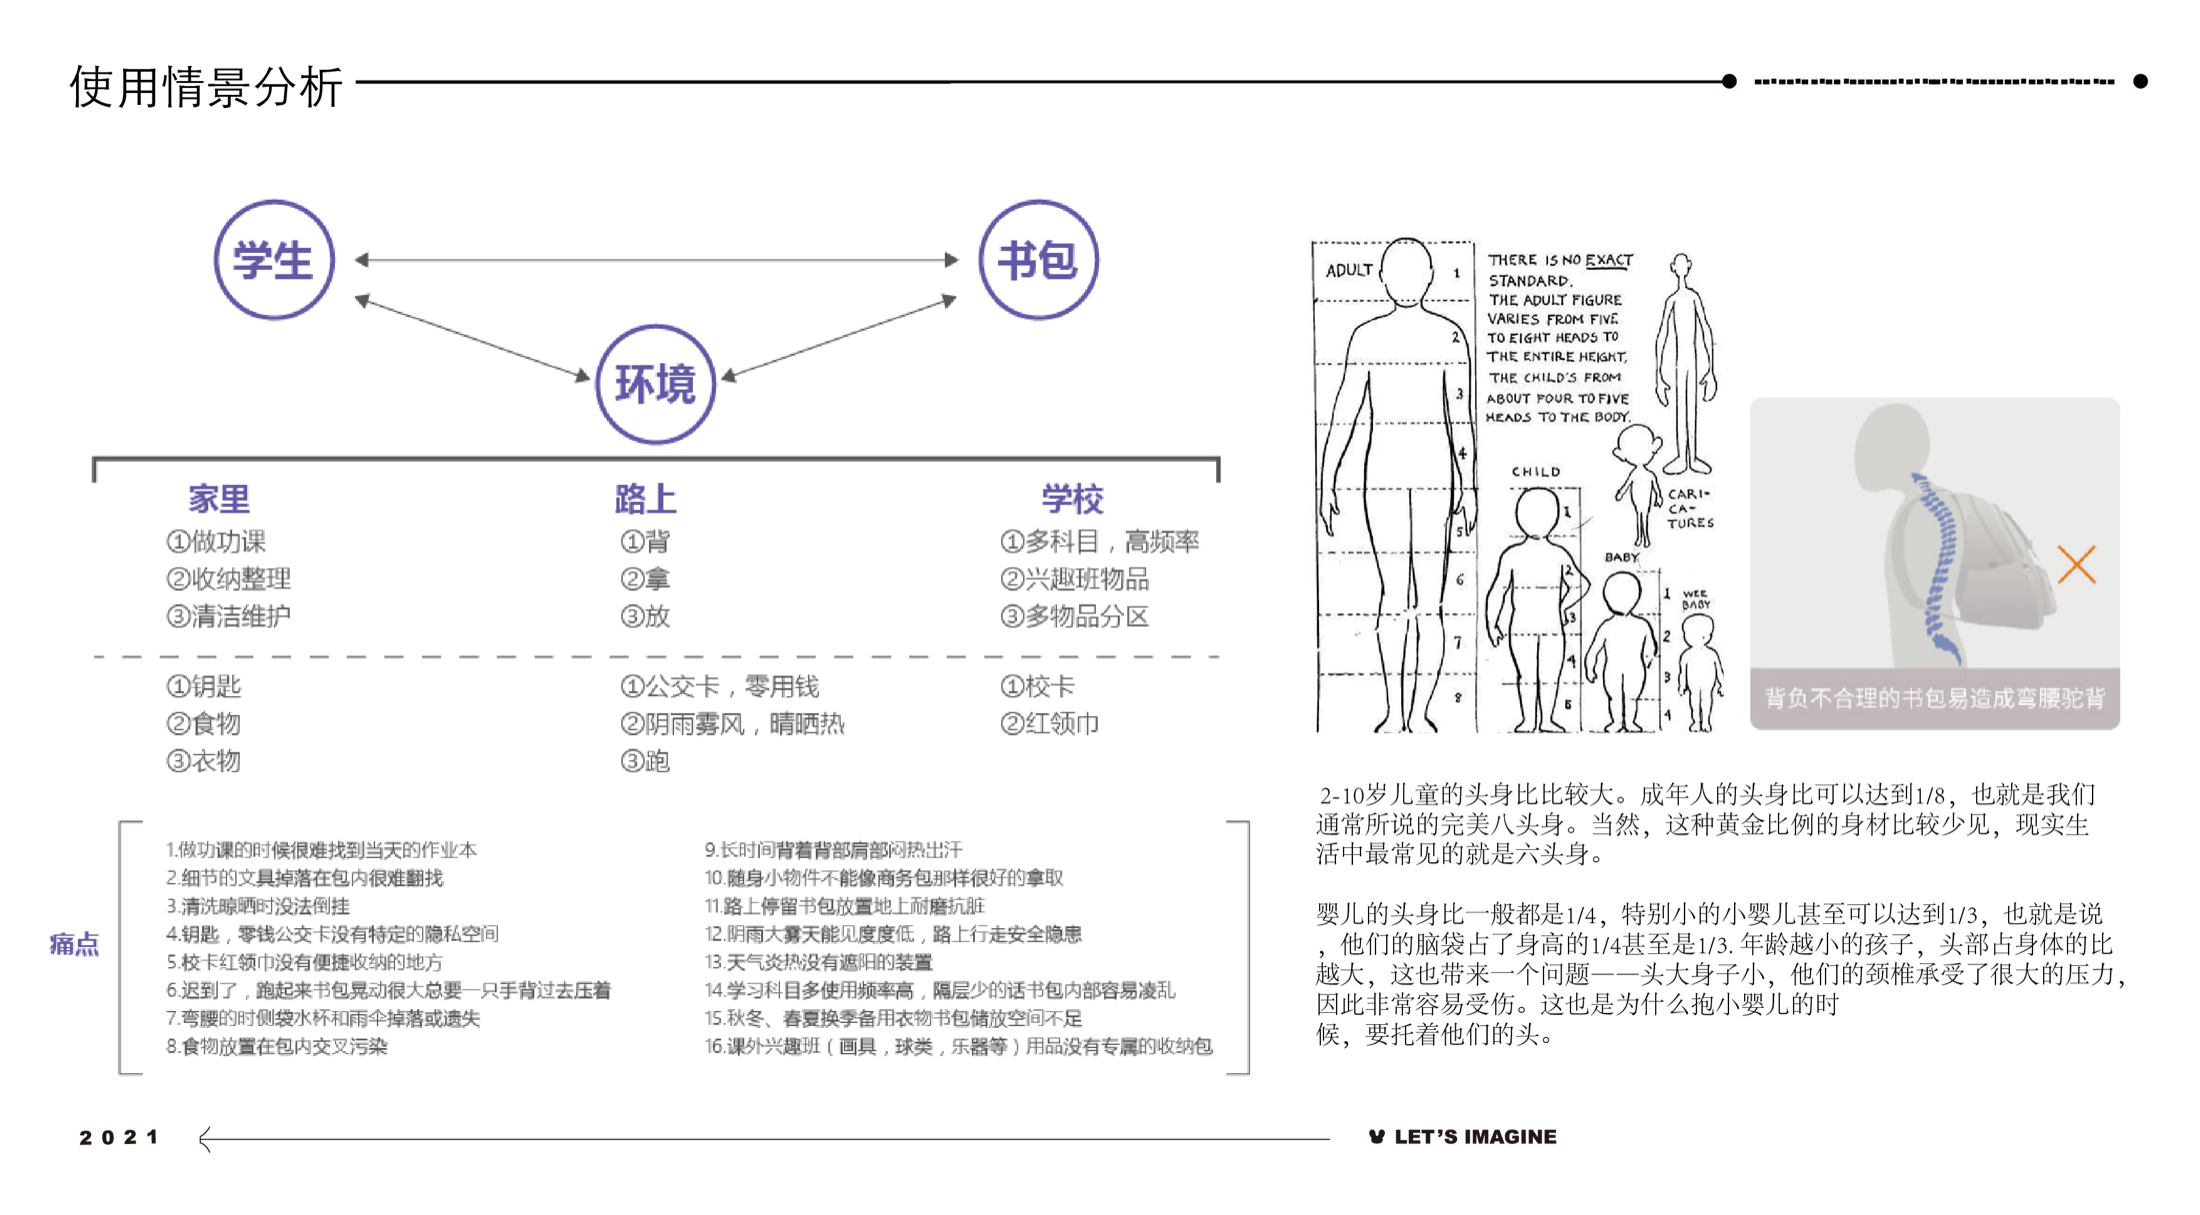 使用情景分析
学生
书包
环境
家里
①做功课
②收纳整理
③清洁维护
路上
①背
②拿
③放
学校
①多科目，高频率
②兴趣班物品
③多物品分区
①钥匙
②食物
③衣物
①公交卡，零用钱
②阴雨雾风，晴晒热
③跑
①校卡
②红领巾
痛点
1.做功课的时候很难找到当天的作业本
2.细节的文具掉落在包内很难翻找
3.清洗晾晒时没法倒挂
4.钥匙，零钱公交卡没有特定的隐私空间
5.校卡红领巾没有便捷收纳的地方
6.迟到了，跑起来书包晃动很大总要一只手背过去压着
7.弯腰的时侧袋水杯和雨伞掉落或遗失
8.食物放置在包内交叉污染
9.长时间背着背部肩部闷热出汗
10.随身小物件不能像商务包那样很好的拿取
11.路上停留书包放置地上耐磨抗脏
12.阴雨大雾天能见度度低，路上行走安全隐患
13.天气炎热没有遮阳的装置
14.学习科目多使用频率高，隔层少的话书包内部容易凌乱
15.秋冬、春夏换季备用衣物书包储放空间不足
16.课外兴趣班（画具，球类，乐器等）用品没有专属的收纳包
ADULT
1
2
3
4
5
6
7
8
THERE IS NO EXACT
STANDARD.
THE ADULT FIGURE
VARIES FROM FIVE
TO EIGHT HEADS TO
THE ENTIRE HEIGHT,
THE CHILD'S FROM
ABOUT FOUR TO FIVE
HEADS TO THE BODY.
CARI-
CA-
TURES
CHILD
1
2
3
4
5
BABY
1
2
3
4
WEE
BABY
背负不合理的书包易造成弯腰驼背
2-10岁儿童的头身比比较大。成年人的头身比可以达到1/8，也就是我们
通常所说的完美八头身。当然，这种黄金比例的身材比较少见，现实生
活中最常见的就是六头身。
婴儿的头身比一般都是1/4，特别小的小婴儿甚至可以达到1/3，也就是说
，他们的脑袋占了身高的1/4甚至是1/3. 年龄越小的孩子，头部占身体的比
越大，这也带来一个问题——头大身子小，他们的颈椎承受了很大的压力，
因此非常容易受伤。这也是为什么抱小婴儿的时
候，要托着他们的头。
2021
LET'S IMAGINE